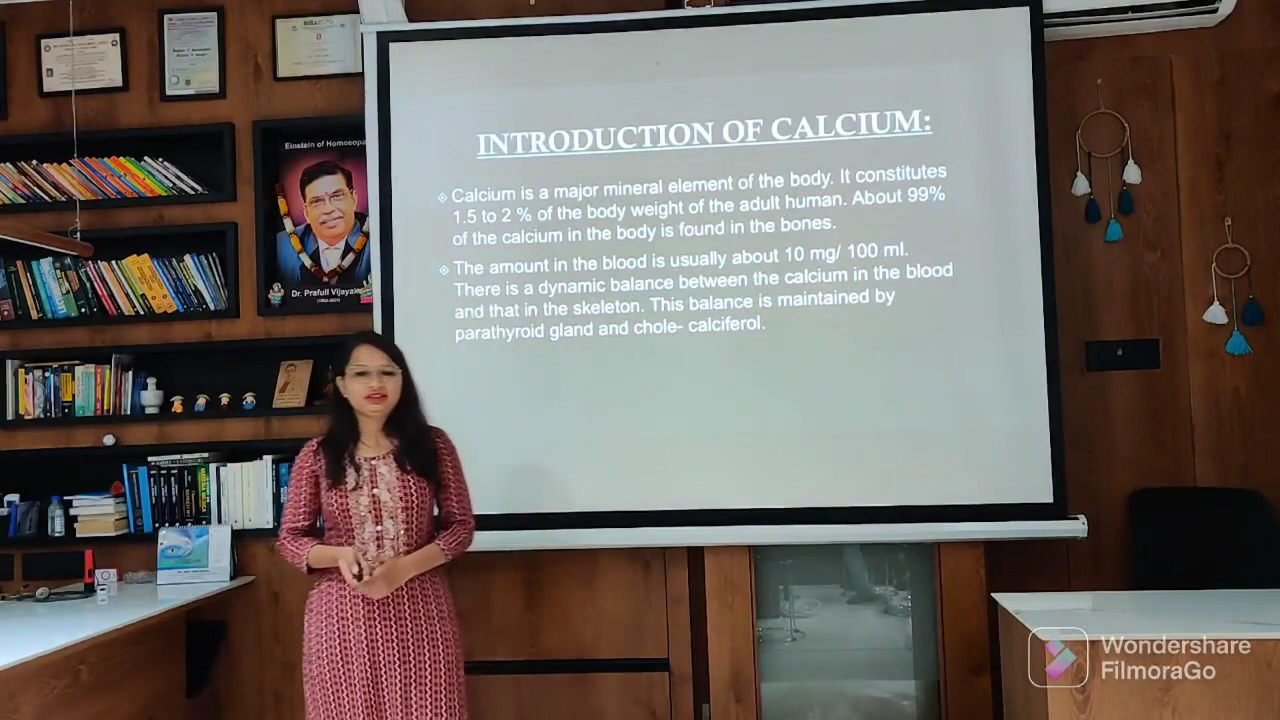 INTRODUCTION OF CALCIUM:
Calcium is a major mineral element of the body. It constitutes
1.5 to 2 % of the body weight of the adult human. About 99%
of the calcium in the body is found in the bones.
The amount in the blood is usually about 10 mg/ 100 ml.
There is a dynamic balance between the calcium in the blood
and that in the skeleton. This balance is maintained by
parathyroid gland and chole- calciferol.
Einstein of Homoeopa
Dr. Prafull Vijayak
Wondershare
FilmoraGo